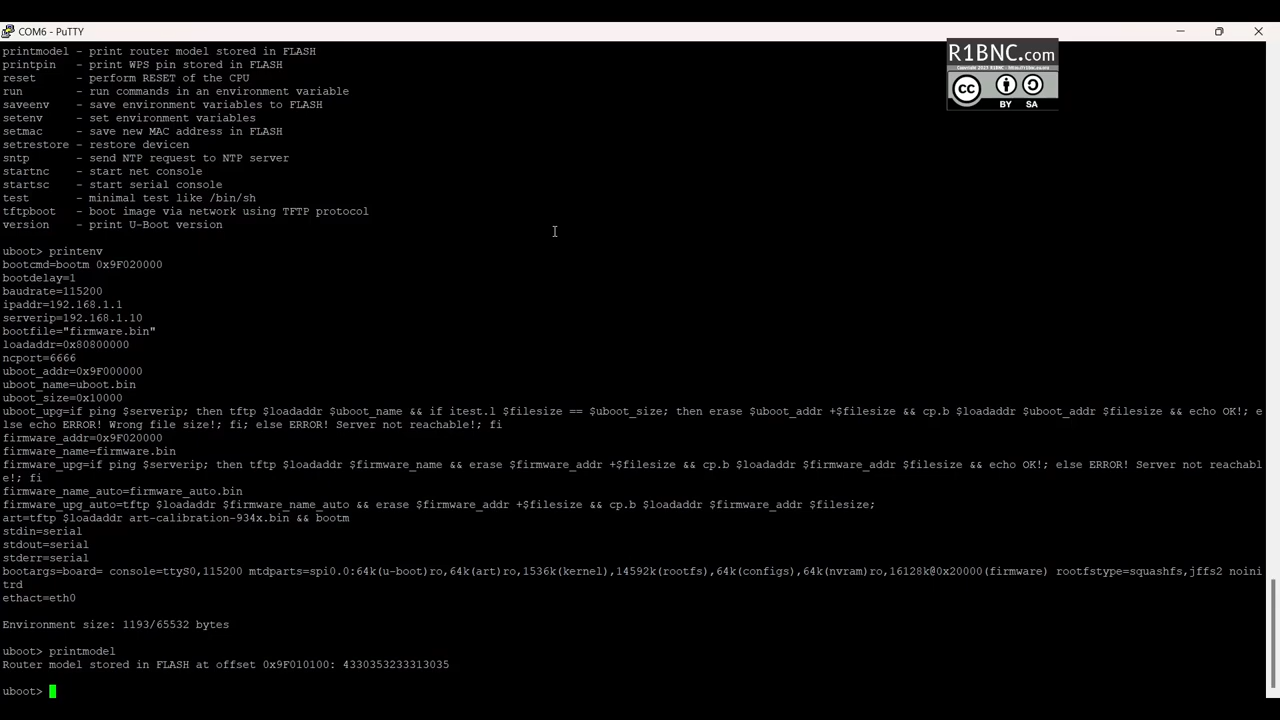 COM6 - PuTTY
R1BNC.com
cc
BY SA
printmodel - print router model stored in FLASH
printpin - print WPS pin stored in FLASH
reset - perform RESET of the CPU
run - run commands in an environment variable
saveenv - save environment variables to FLASH
setenv - set environment variables
setmac - save new MAC address in FLASH
setrestore - restore devicen
sntp - send NTP request to NTP server
startnc - start net console
startsc - start serial console
test - minimal test like /bin/sh
tftpboot - boot image via network using TFTP protocol
version - print U-Boot version
uboot> printenv
bootcmd=bootm 0x9F020000
bootdelay=1
baudrate=115200
ipaddr=192.168.1.1
serverip=192.168.1.10
bootfile="firmware.bin"
loadaddr=0x80800000
ncport=6666
uboot_addr=0x9F000000
uboot_name=uboot.bin
uboot_size=0x10000
uboot_upg=if ping $serverip; then tftp $loadaddr $uboot_name && if itest.l $filesize == $uboot_size; then erase $uboot_addr +$filesize && cp.b $loadaddr $uboot_addr $filesize && echo OK!; e
lse echo ERROR! Wrong file size!; fi; else ERROR! Server not reachable!; fi
firmware_addr=0x9F020000
firmware_name=firmware.bin
firmware_upg=if ping $serverip; then tftp $loadaddr $firmware_name && erase $firmware_addr +$filesize && cp.b $loadaddr $firmware_addr $filesize && echo OK!; else ERROR! Server not reachabl
e!; fi
firmware_name_auto=firmware_auto.bin
firmware_upg_auto=tftp $loadaddr $firmware_name_auto && erase $firmware_addr +$filesize && cp.b $loadaddr $firmware_addr $filesize;
art=tftp $loadaddr art-calibration-934x.bin && bootm
stdin=serial
stdout=serial
stderr=serial
bootargs=board= console=ttyS0,115200 mtdparts=spi0.0:64k(u-boot)ro,64k(art)ro,1536k(kernel),14592k(rootfs),64k(configs),64k(nvram)ro,16128k@0x20000(firmware) rootfstype=squashfs,jffs2 noini
trd
ethact=eth0
Environment size: 1193/65532 bytes
uboot> printmodel
Router model stored in FLASH at offset 0x9F010100: 4330353233313035
uboot>